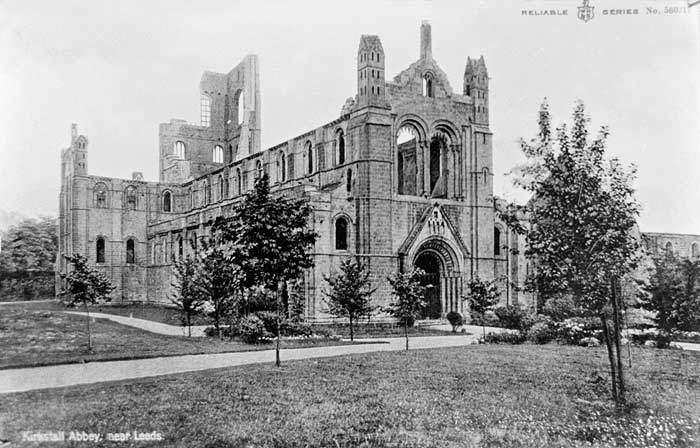 RELIABLE SERIES No. 560/1
Kirkstall Abbey, near Leeds.